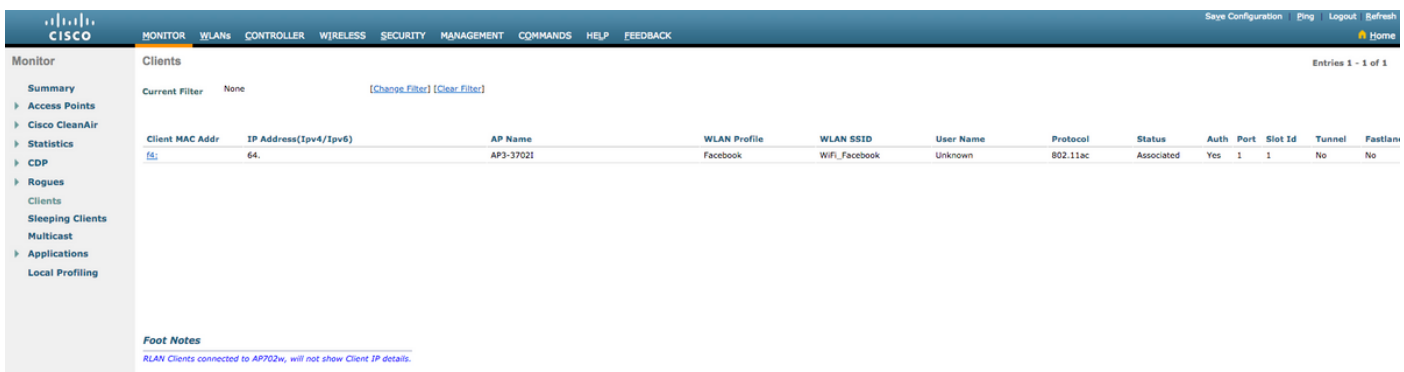 Save Configuration Ping Logout Refresh
CISCO MONITOR WLANs CONTROLLER WIRELESS SECURITY MANAGEMENT COMMANDS HELP FEEDBACK Home
Monitor
Summary
Access Points
Cisco CleanAir
Statistics
CDP
Rogues
Clients
Sleeping Clients
Multicast
Applications
Local Profiling
Clients Entries 1 - 1 of 1
Current Filter None [Change Filter] [Clear Filter]
Client MAC Addr IP Address(Ipv4/Ipv6) AP Name WLAN Profile WLAN SSID User Name Protocol Status Auth Port Slot Id Tunnel Fastlan
f4: 64. AP3-3702I Facebook WiFi_Facebook Unknown 802.11ac Associated Yes 1 1 No No
Foot Notes
RLAN Clients connected to AP702w, will not show Client IP details.